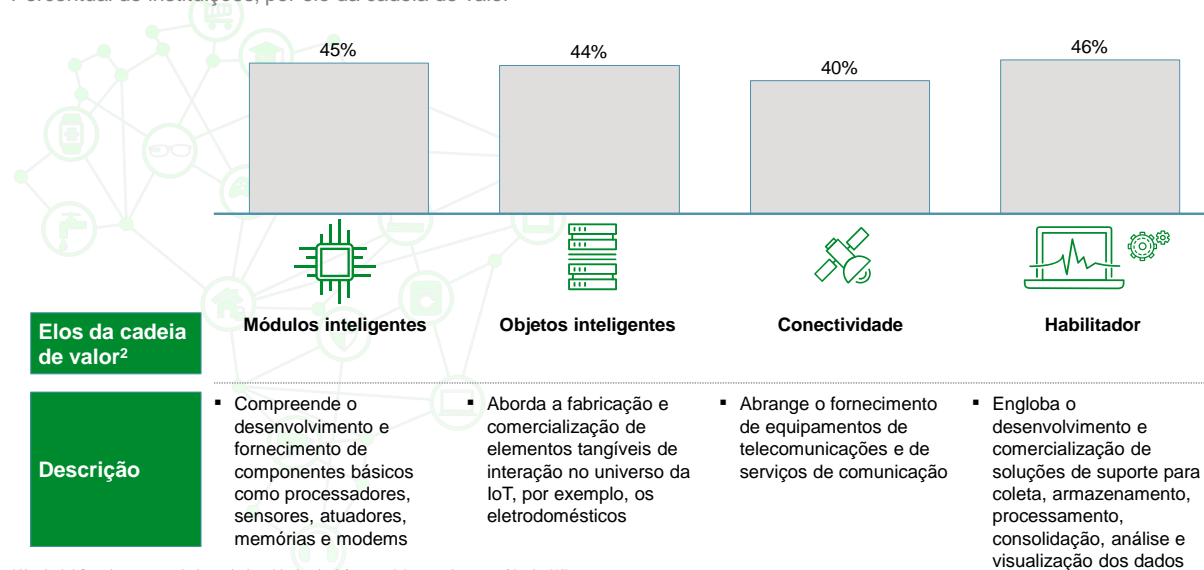 45%
44%
40%
46%
Elos da cadeia
de valor²
Módulos inteligentes
Objetos inteligentes
Conectividade
Habilitador
Descrição
▪ Compreende o
desenvolvimento e
fornecimento de
componentes básicos
como processadores,
sensores, atuadores,
memórias e modems
▪ Aborda a fabricação e
comercialização de
elementos tangíveis de
interação no universo da
IoT, por exemplo, os
eletrodomésticos
▪ Abrange o fornecimento
de equipamentos de
telecomunicações e de
serviços de comunicação
▪ Engloba o
desenvolvimento e
comercialização de
soluções de suporte para
coleta, armazenamento,
processamento,
consolidação, análise e
visualização dos dados